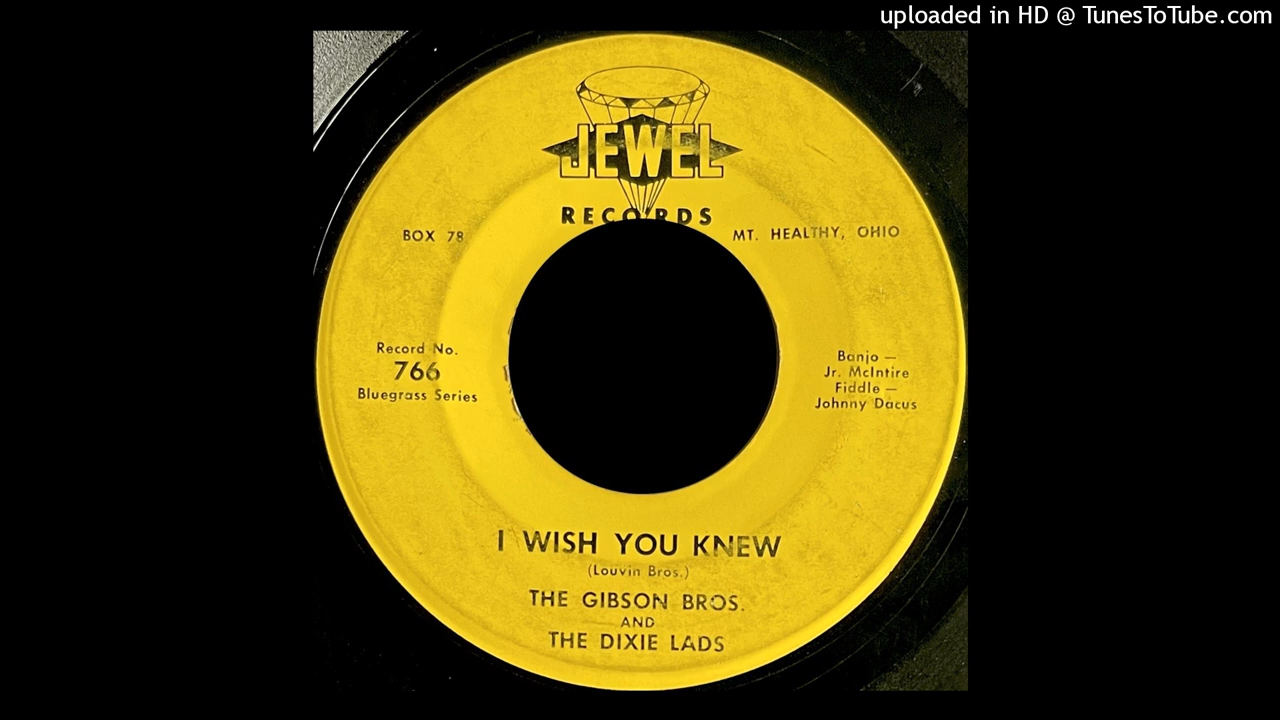 uploaded in HD @ TunesToTube.com
JEWEL
RECORDS
BOX 78
MT. HEALTHY, OHIO
Record No.
766
Bluegrass Series
Banjo —
Jr. McIntire
Fiddle —
Johnny Dacus
I WISH YOU KNEW
(Louvin Bros.)
THE GIBSON BROS.
AND
THE DIXIE LADS